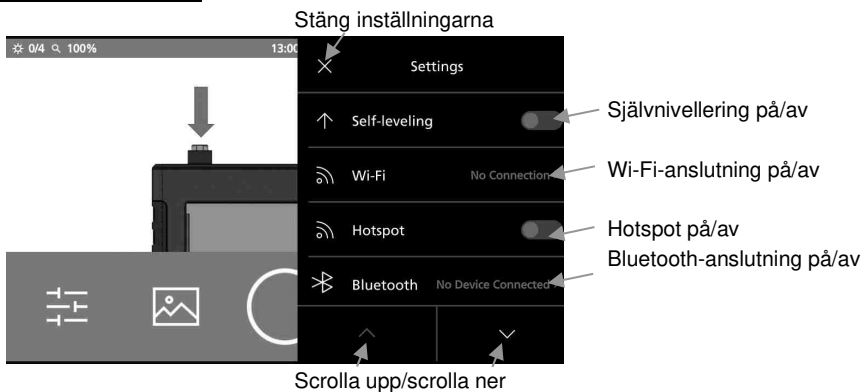 Stäng inställningarna
0/4 100% 13:00
Settings
Self-leveling
Självnivellering på/av
Wi-Fi No Connection
Wi-Fi-anslutning på/av
Hotspot
Hotspot på/av
Bluetooth-anslutning på/av
Bluetooth No Device Connected
Scrolla upp/scrolla ner